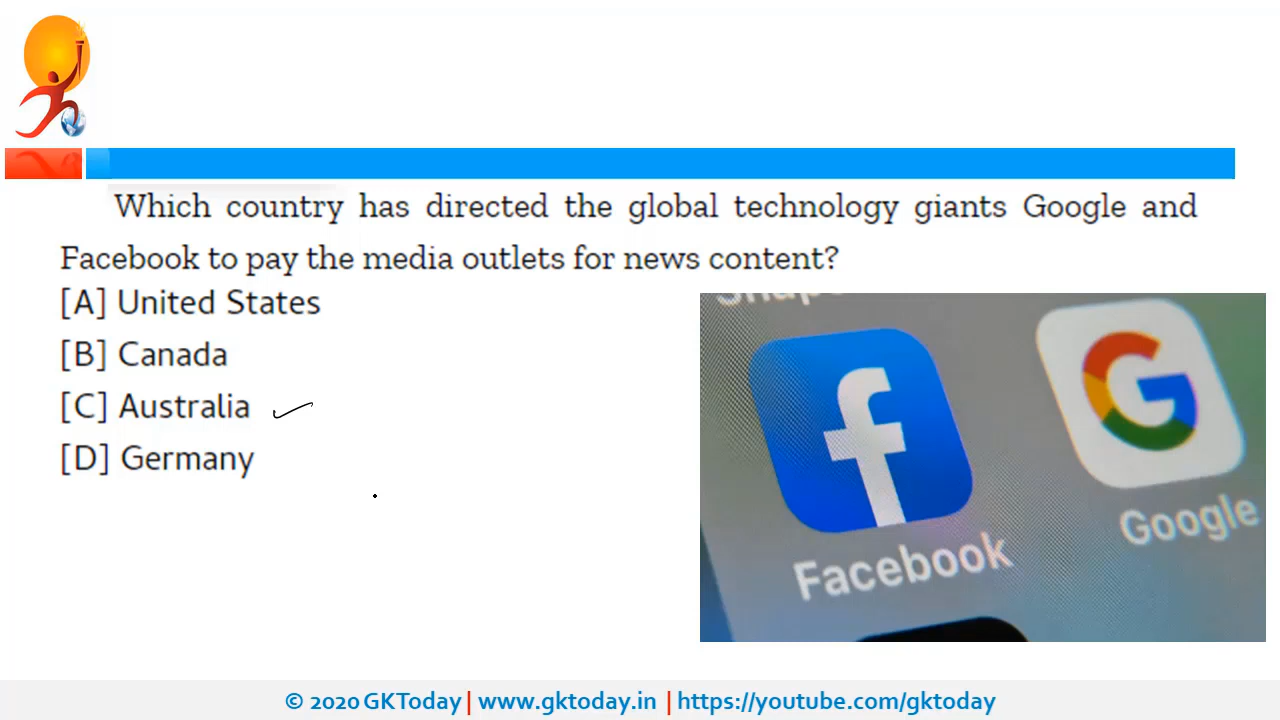 Which country has directed the global technology giants Google and
Facebook to pay the media outlets for news content?
[A] United States
[B] Canada
[C] Australia
[D] Germany
Facebook
Google
© 2020 GKToday | www.gktoday.in | https://youtube.com/gktoday